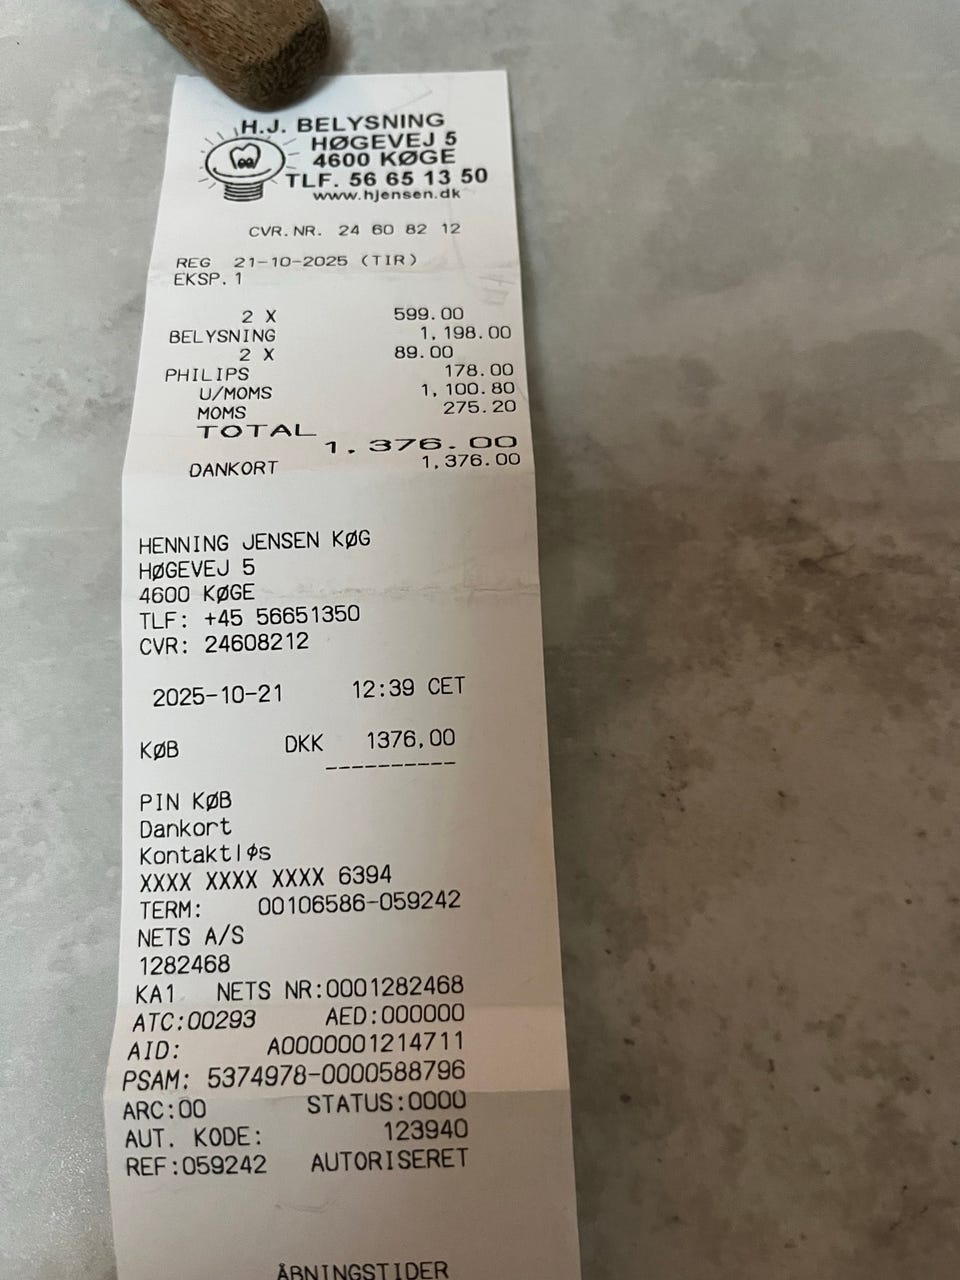 H.J. BELYSNING
HØGEVEJ 5
4600 KØGE
TLF. 56 65 13 50
www.hjensen.dk
CVR.NR. 24 60 82 12
REG 21-10-2025 (TIR)
EKSP.1
2 X 599.00
BELYSNING 1,198.00
2 X 89.00
PHILIPS 178.00
U/MOMS 1,100.80
MOMS 275.20
TOTAL 1.376.00
DANKORT 1,376.00
HENNING JENSEN KØG
HØGEVEJ 5
4600 KØGE
TLF: +45 56651350
CVR: 24608212
2025-10-21 12:39 CET
KØB DKK 1376,00
----------
PIN KØB
Dankort
Kontaktløs
XXXX XXXX XXXX 6394
TERM: 00106586-059242
NETS A/S
1282468
KA1 NETS NR:0001282468
ATC:00293 AED:000000
AID: A0000001214711
PSAM: 5374978-0000588796
ARC:00 STATUS:0000
AUT. KODE: 123940
REF:059242 AUTORISERET
ÅBNINGSTIDER